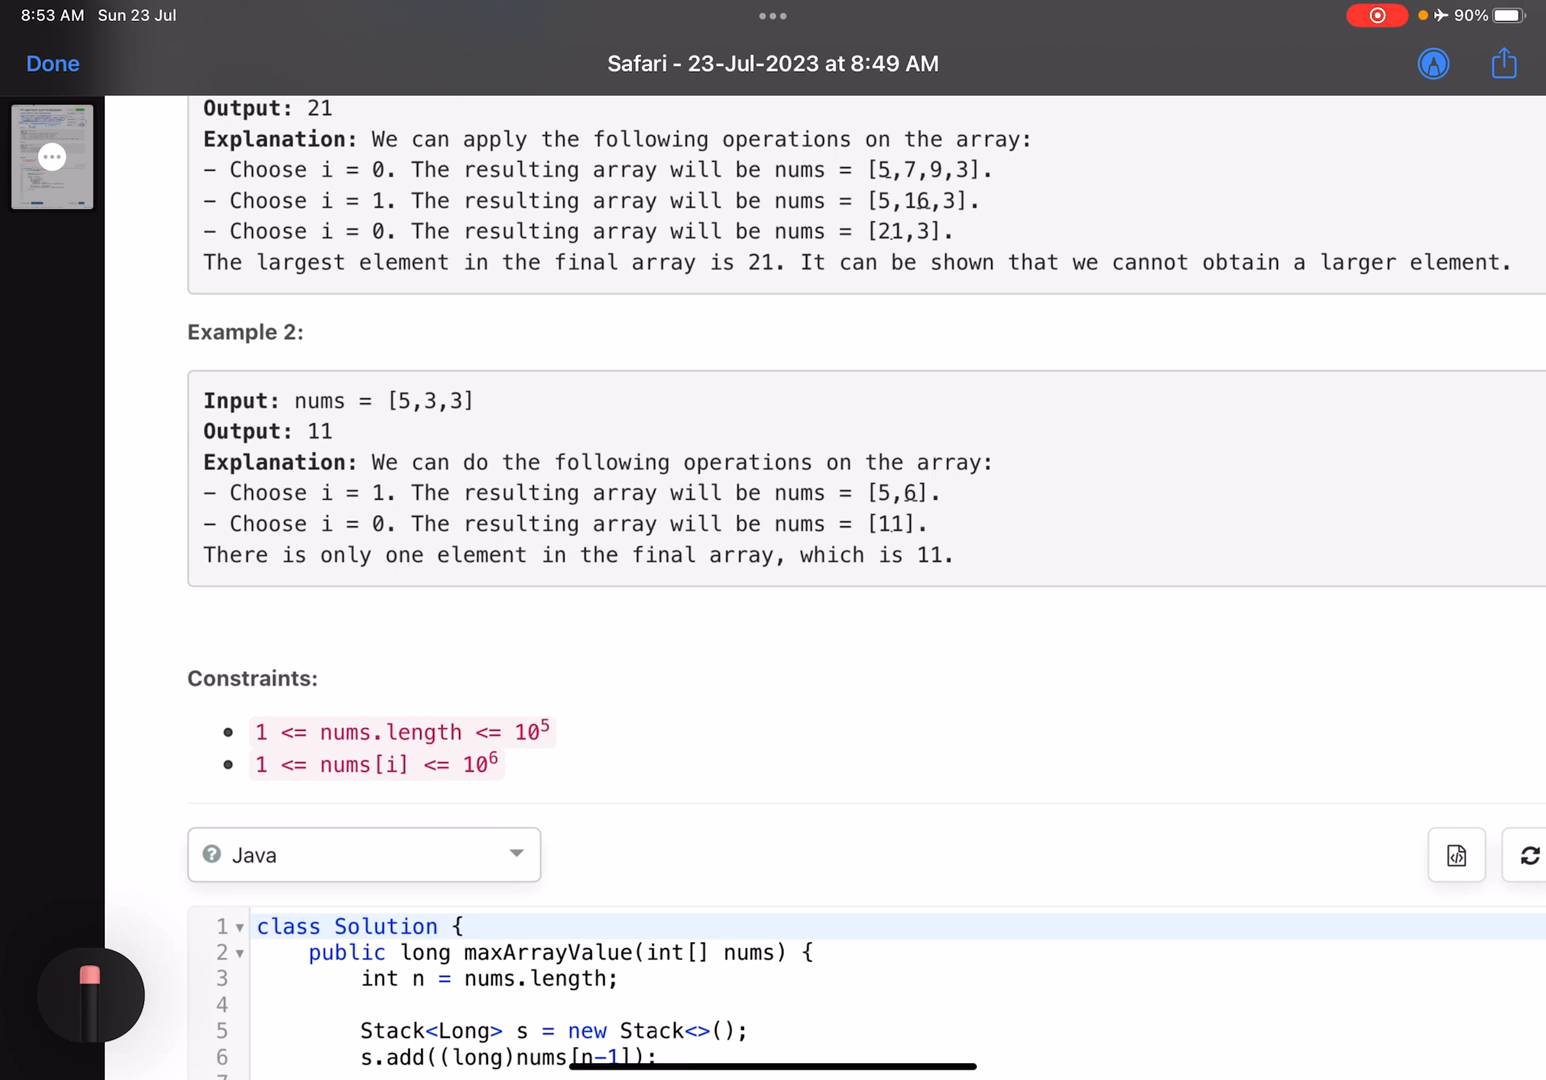 8:53 AM Sun 23 Jul
90%
Done
Safari - 23-Jul-2023 at 8:49 AM
Output: 21
Explanation: We can apply the following operations on the array:
– Choose i = 0. The resulting array will be nums = [5,7,9,3].
– Choose i = 1. The resulting array will be nums = [5,16,3].
– Choose i = 0. The resulting array will be nums = [21,3].
The largest element in the final array is 21. It can be shown that we cannot obtain a larger element.
Example 2:
Input: nums = [5,3,3]
Output: 11
Explanation: We can do the following operations on the array:
– Choose i = 1. The resulting array will be nums = [5,6].
– Choose i = 0. The resulting array will be nums = [11].
There is only one element in the final array, which is 11.
Constraints:
• 1 <= nums.length <= 10⁵
• 1 <= nums[i] <= 10⁶
Java
1 class Solution {
2 public long maxArrayValue(int[] nums) {
3 int n = nums.length;
4
5 Stack<Long> s = new Stack<>();
6 s.add((long)nums[n-1]);